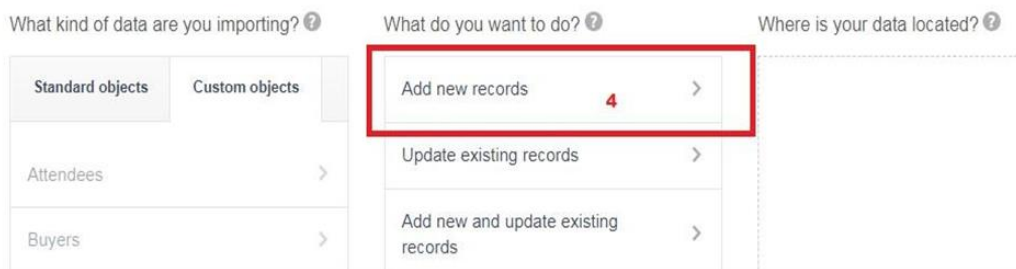 What kind of data are you importing? ?
What do you want to do? ?
Where is your data located? ?
Standard objects
Custom objects
Attendees
Buyers
Add new records
4
Update existing records
Add new and update existing
records